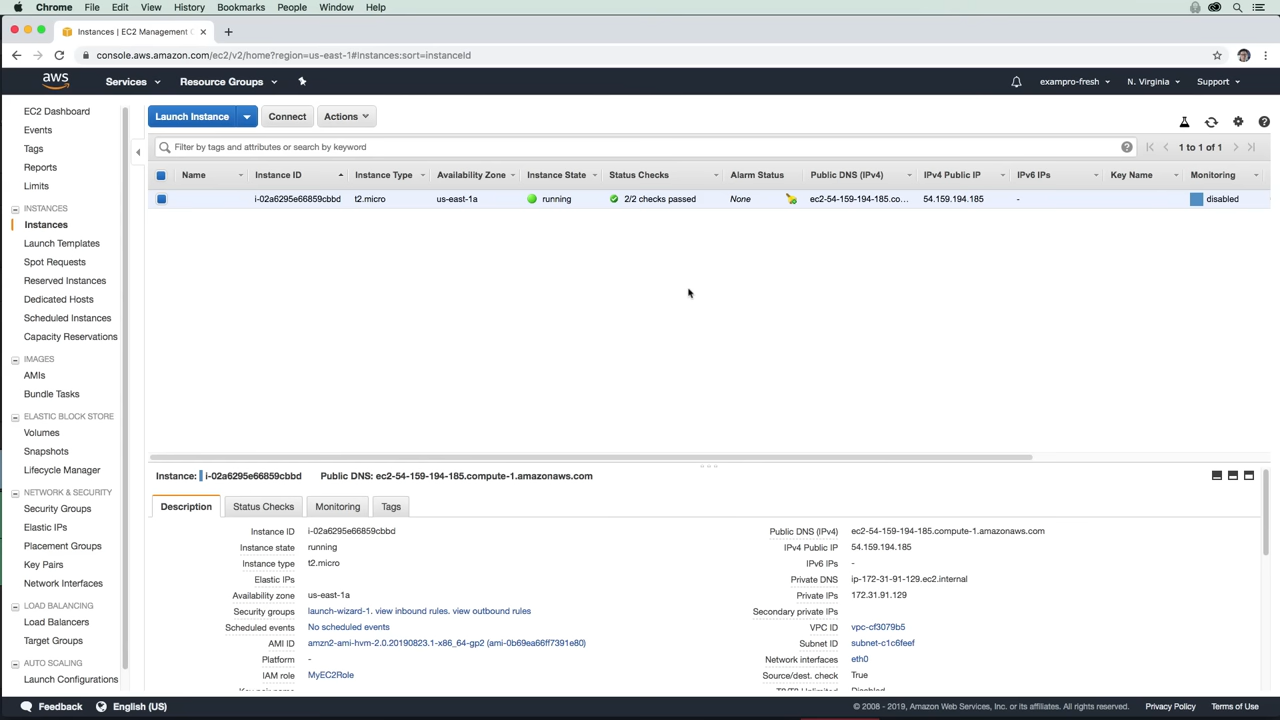 Chrome File Edit View History Bookmarks People Window Help
Instances | EC2 Management C
console.aws.amazon.com/ec2/v2/home?region=us-east-1#Instances:sort=instanceId
aws Services Resource Groups exampro-fresh N. Virginia Support
EC2 Dashboard
Events
Tags
Reports
Limits
INSTANCES
Instances
Launch Templates
Spot Requests
Reserved Instances
Dedicated Hosts
Scheduled Instances
Capacity Reservations
IMAGES
AMIs
Bundle Tasks
ELASTIC BLOCK STORE
Volumes
Snapshots
Lifecycle Manager
NETWORK & SECURITY
Security Groups
Elastic IPs
Placement Groups
Key Pairs
Network Interfaces
LOAD BALANCING
Load Balancers
Target Groups
AUTO SCALING
Launch Configurations
Launch Instance Connect Actions
Filter by tags and attributes or search by keyword 1 to 1 of 1
Name Instance ID Instance Type Availability Zone Instance State Status Checks Alarm Status Public DNS (IPv4) IPv4 Public IP IPv6 IPs Key Name Monitoring
i-02a6295e66859cbbd t2.micro us-east-1a running 2/2 checks passed None ec2-54-159-194-185.co... 54.159.194.185 - disabled
Instance: i-02a6295e66859cbbd Public DNS: ec2-54-159-194-185.compute-1.amazonaws.com
Description Status Checks Monitoring Tags
Instance ID i-02a6295e66859cbbd Public DNS (IPv4) ec2-54-159-194-185.compute-1.amazonaws.com
Instance state running IPv4 Public IP 54.159.194.185
Instance type t2.micro IPv6 IPs -
Elastic IPs Private DNS ip-172-31-91-129.ec2.internal
Availability zone us-east-1a Private IPs 172.31.91.129
Security groups launch-wizard-1. view inbound rules. view outbound rules Secondary private IPs
Scheduled events No scheduled events VPC ID vpc-cf3079b5
AMI ID amzn2-ami-hvm-2.0.20190823.1-x86_64-gp2 (ami-0b69ea66ff7391e80) Subnet ID subnet-c1c6feef
Platform - Network interfaces eth0
IAM role MyEC2Role Source/dest. check True
Feedback English (US) © 2008 - 2019, Amazon Web Services, Inc. or its affiliates. All rights reserved. Privacy Policy Terms of Use